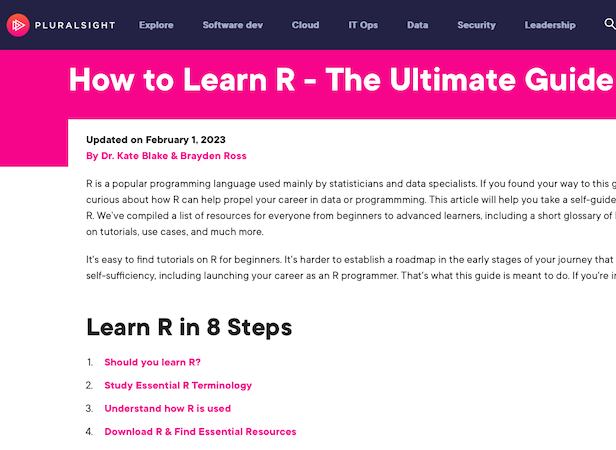 PLURALSIGHT Explore Software dev Cloud IT Ops Data Security Leadership
How to Learn R - The Ultimate Guide
Updated on February 1, 2023
By Dr. Kate Blake & Brayden Ross
R is a popular programming language used mainly by statisticians and data specialists. If you found your way to this g
curious about how R can help propel your career in data or programmming. This article will help you take a self-guide
R. We've compiled a list of resources for everyone from beginners to advanced learners, including a short glossary of
on tutorials, use cases, and much more.
It's easy to find tutorials on R for beginners. It's harder to establish a roadmap in the early stages of your journey that
self-sufficiency, including launching your career as an R programmer. That's what this guide is meant to do. If you're in
Learn R in 8 Steps
1. Should you learn R?
2. Study Essential R Terminology
3. Understand how R is used
4. Download R & Find Essential Resources